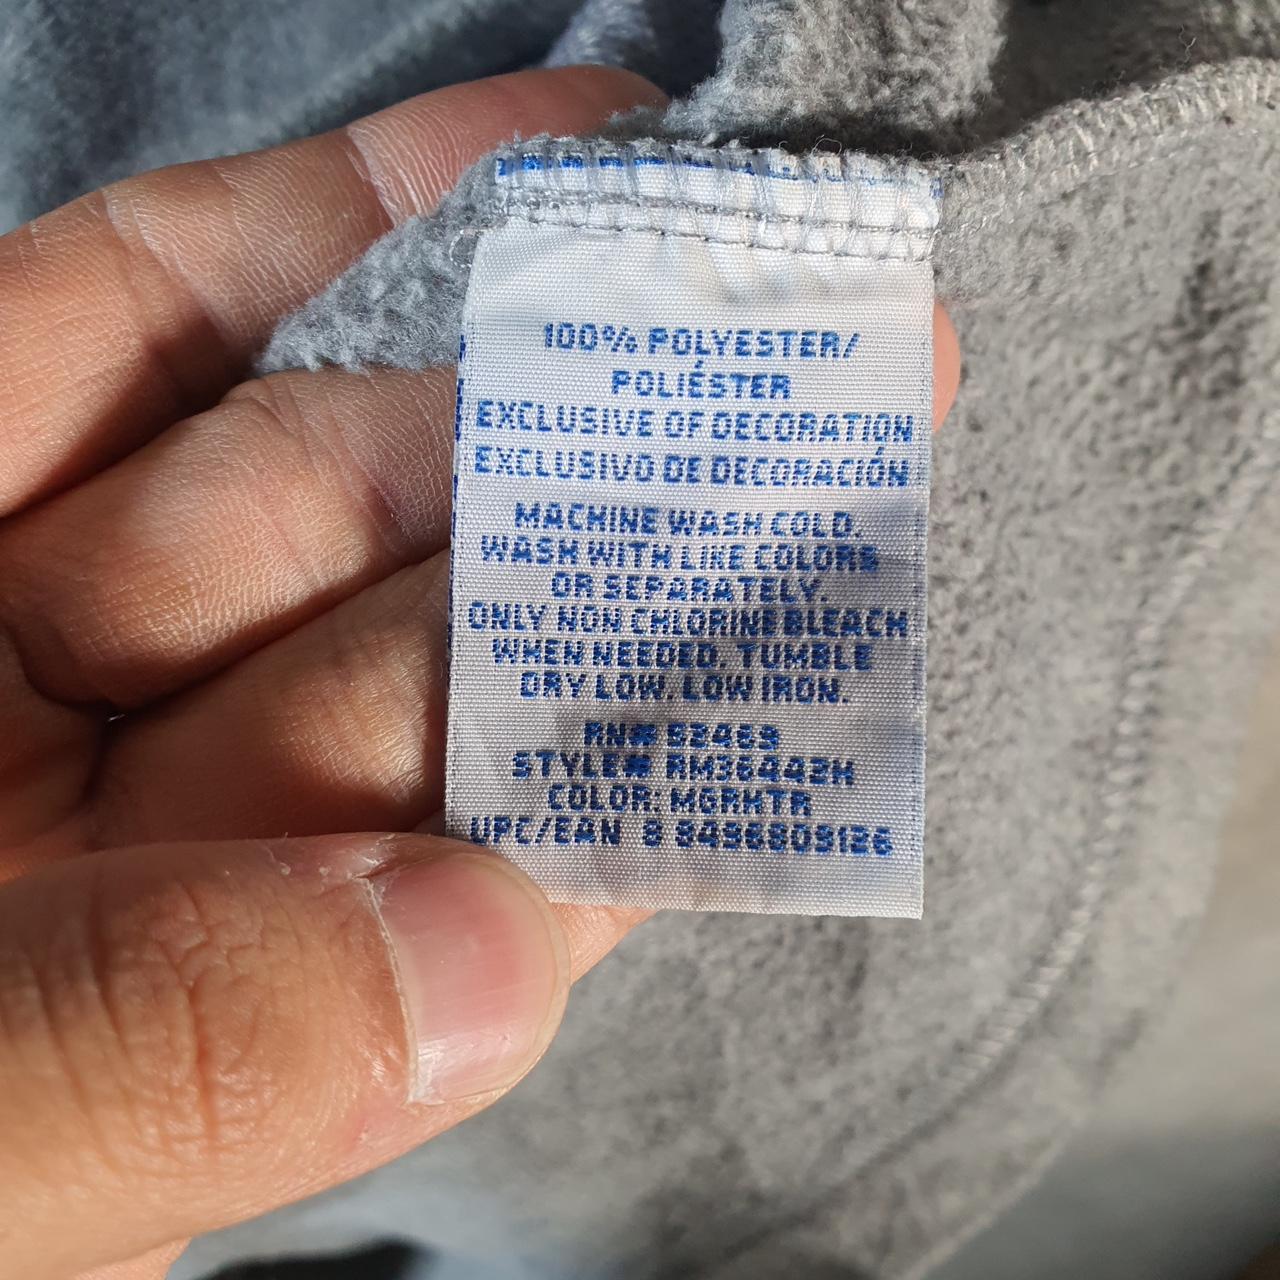 100% POLYESTER/
POLIÉSTER
EXCLUSIVE OF DECORATION
EXCLUSIVO DE DECORACIÓN
MACHINE WASH COLD.
WASH WITH LIKE COLORS
OR SEPARATELY.
ONLY NON CHLORINE BLEACH
WHEN NEEDED. TUMBLE
DRY LOW. LOW IRON.
RN# 93469
STYLE# RM36442H
COLOR: MGRHTR
UPC/EAN 8 8496809126